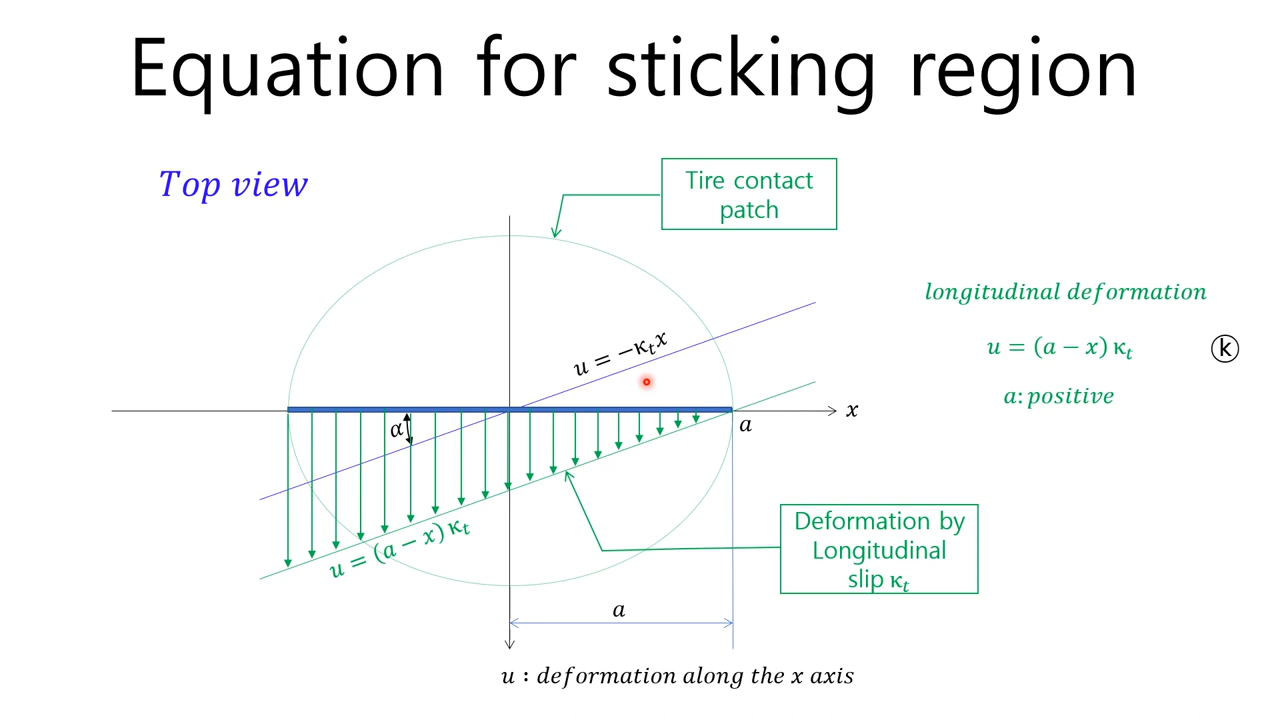 Equation for sticking region
Top view
Tire contact
patch
longitudinal deformation
u = −κₜx
u = (a − x) κₜ
ⓚ
a: positive
x
α
a
u = (a − x) κₜ
Deformation by
Longitudinal
slip κₜ
a
u : deformation along the x axis